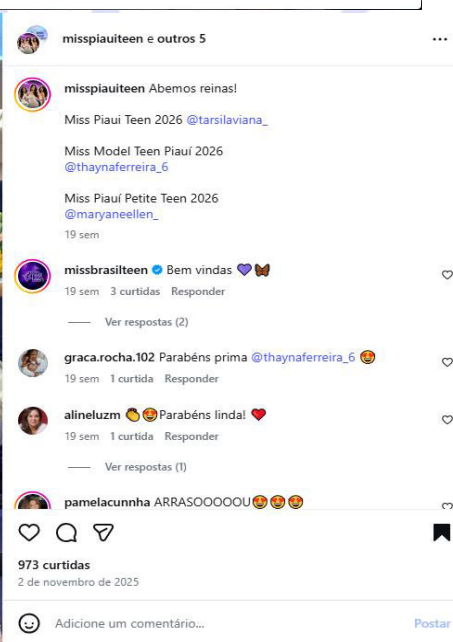 misspiauiteen e outros 5
misspiauiteen Abemos reinas!
Miss Piaui Teen 2026 @tarsilaviana_
Miss Model Teen Piauí 2026
@thaynaferreira_6
Miss Piauí Petite Teen 2026
@maryaneellen_
19 sem
missbrasilteen Bem vindas 💜🦋
19 sem 3 curtidas Responder
Ver respostas (2)
graca.rocha.102 Parabéns prima @thaynaferreira_6 😍
19 sem 1 curtida Responder
alineluzm 👏😍Parabéns linda! ❤️
19 sem 1 curtida Responder
Ver respostas (1)
pamelacunnha ARRASOOOOOU😍😍😍
973 curtidas
2 de novembro de 2025
Adicione um comentário...
Postar